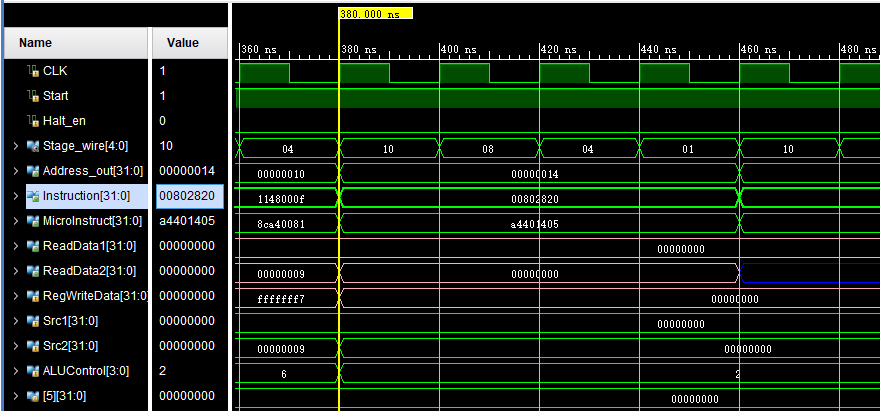 380.000 ns
Name Value
360 ns 380 ns 400 ns 420 ns 440 ns 460 ns 480 ns
CLK 1
Start 1
Halt_en 0
Stage_wire[4:0] 10 04 10 08 04 01 10
Address_out[31:0] 00000014 00000010 00000014
Instruction[31:0] 00802820 1148000f 00802820
MicroInstruct[31:0] a4401405 8ca40081 a4401405
ReadData1[31:0] 00000000 00000000
ReadData2[31:0] 00000000 00000009 00000000
RegWriteData[31:0] 00000000 fffffff7 00000000
Src1[31:0] 00000000 00000000
Src2[31:0] 00000000 00000009 00000000
ALUControl[3:0] 2 6 2
[5][31:0] 00000000 00000000